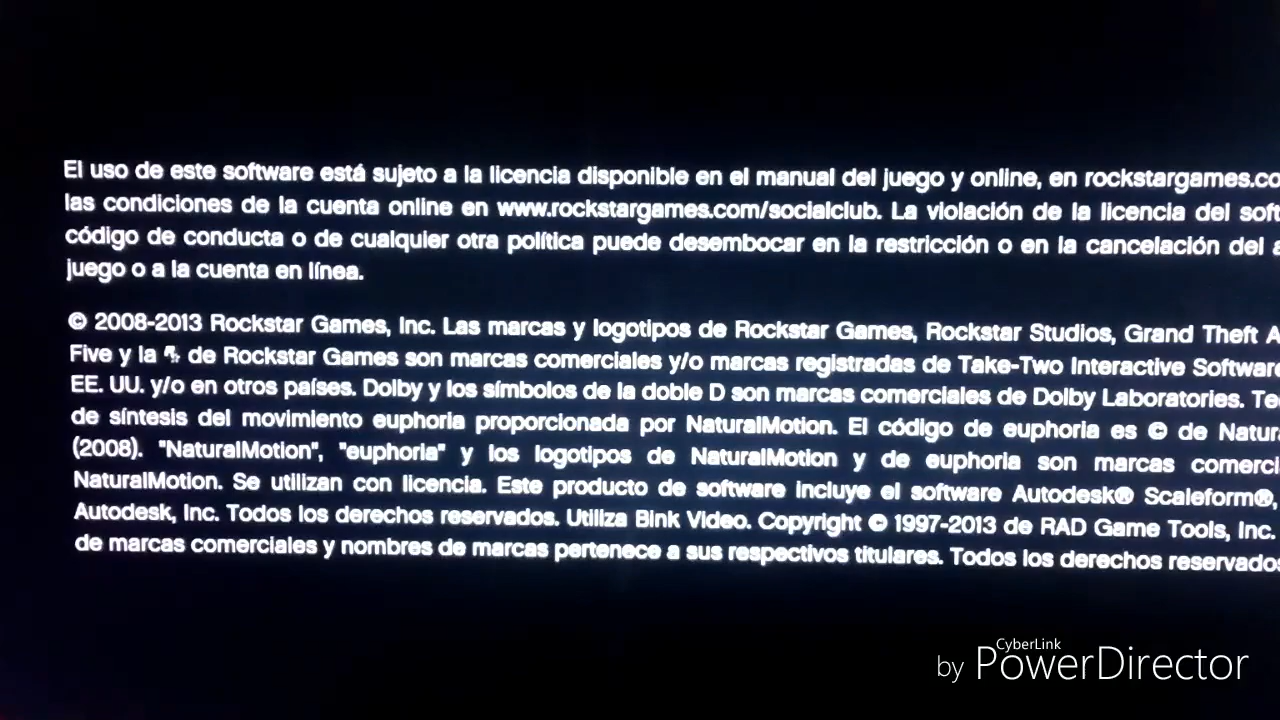 El uso de este software está sujeto a la licencia disponible en el manual del juego y online, en rockstargames.co
las condiciones de la cuenta online en www.rockstargames.com/socialclub. La violación de la licencia del soft
código de conducta o de cualquier otra política puede desembocar en la restricción o en la cancelación del a
juego o a la cuenta en línea.
© 2008-2013 Rockstar Games, Inc. Las marcas y logotipos de Rockstar Games, Rockstar Studios, Grand Theft A
Five y la de Rockstar Games son marcas comerciales y/o marcas registradas de Take-Two Interactive Software
EE. UU. y/o en otros países. Dolby y los símbolos de la doble D son marcas comerciales de Dolby Laboratories. Te
de síntesis del movimiento euphoria proporcionada por NaturalMotion. El código de euphoria es © de Natur
(2008). "NaturalMotion", "euphoria" y los logotipos de NaturalMotion y de euphoria son marcas comerci
NaturalMotion. Se utilizan con licencia. Este producto de software incluye el software Autodesk® Scaleform®,
Autodesk, Inc. Todos los derechos reservados. Utiliza Bink Video. Copyright © 1997-2013 de RAD Game Tools, Inc.
de marcas comerciales y nombres de marcas pertenece a sus respectivos titulares. Todos los derechos reservados
CyberLink
by PowerDirector